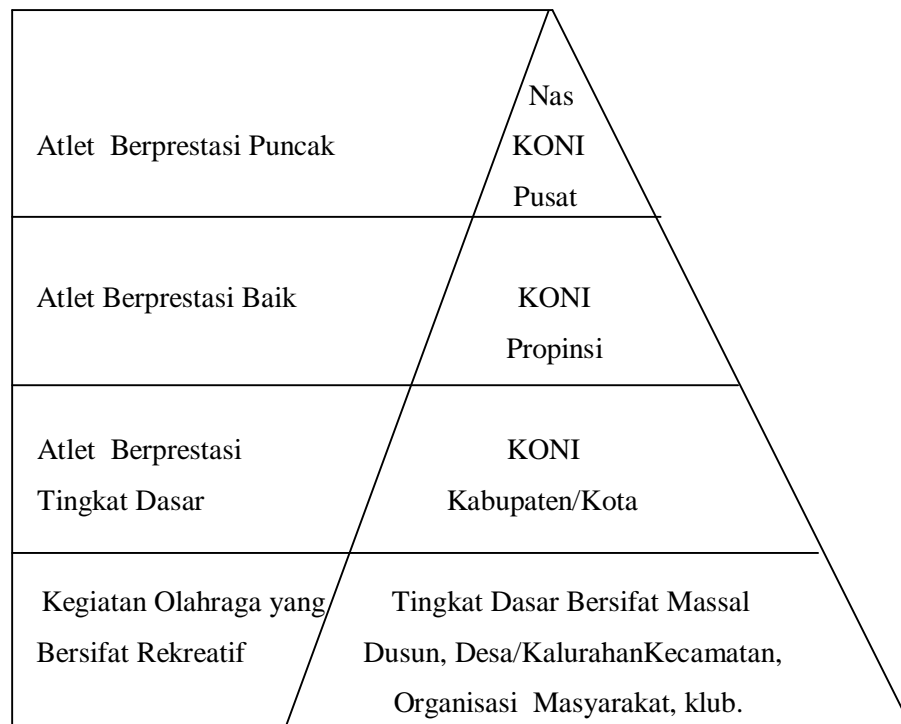 Nas
Atlet Berprestasi Puncak
KONI
Pusat
Atlet Berprestasi Baik
KONI
Propinsi
Atlet Berprestasi
Tingkat Dasar
KONI
Kabupaten/Kota
Kegiatan Olahraga yang
Bersifat Rekreatif
Tingkat Dasar Bersifat Massal
Dusun, Desa/KalurahanKecamatan,
Organisasi Masyarakat, klub.